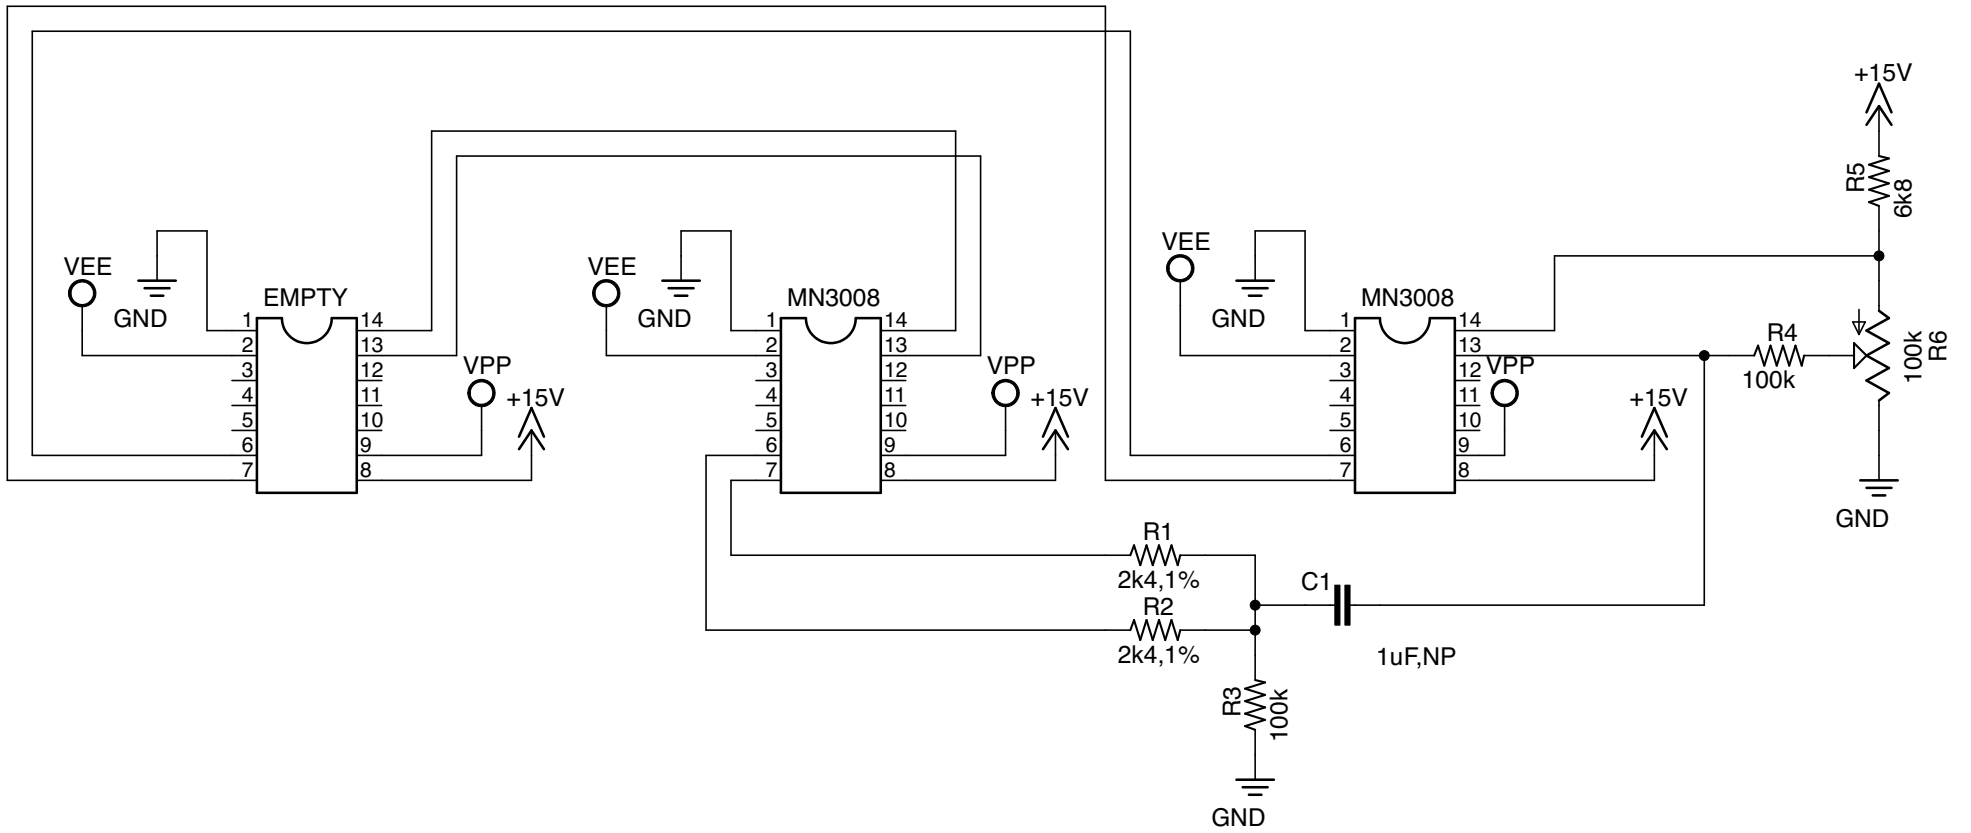 +15V
R5
6k8
VEE
GND
EMPTY
1
2
3
4
5
6
7
14
13
12
11
10
9
8
VPP
+15V
VEE
GND
MN3008
1
2
3
4
5
6
7
14
13
12
11
10
9
8
VPP
+15V
VEE
GND
MN3008
1
2
3
4
5
6
7
14
13
12
11
10
9
8
VPP
+15V
R4
100k
100k
R6
GND
R1
2k4,1%
R2
2k4,1%
C1
1uF,NP
R3
100k
GND